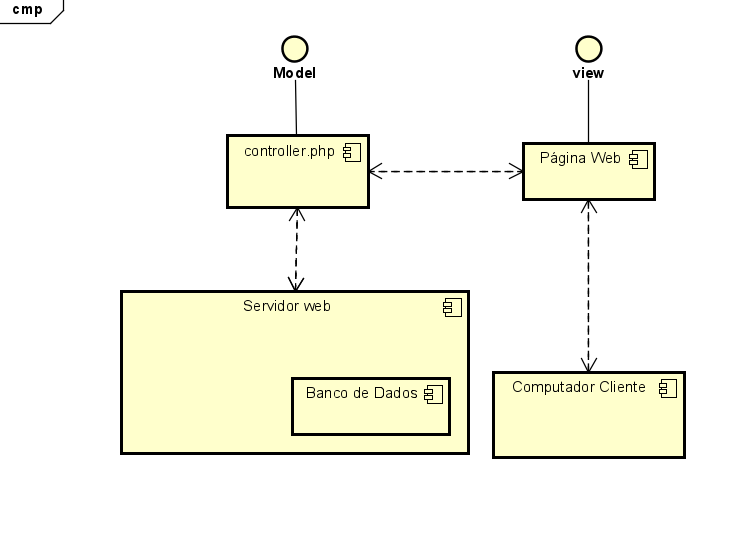 cmp
Model
view
controller.php
Página Web
Servidor web
Banco de Dados
Computador Cliente